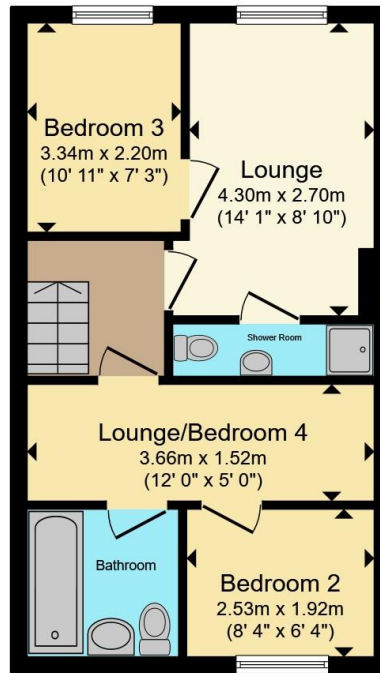 Bedroom 3
3.34m x 2.20m
(10' 11" x 7' 3")
Lounge
4.30m x 2.70m
(14' 1" x 8' 10")
Shower Room
Lounge/Bedroom 4
3.66m x 1.52m
(12' 0" x 5' 0")
Bathroom
Bedroom 2
2.53m x 1.92m
(8' 4" x 6' 4")